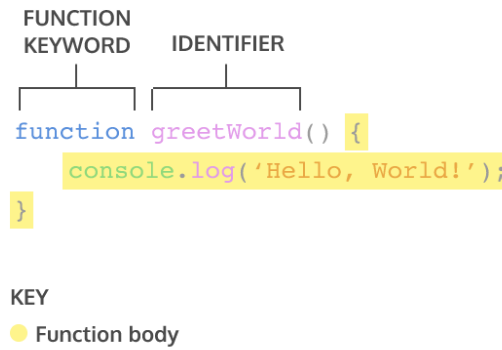 FUNCTION
KEYWORD
IDENTIFIER
function greetWorld() {
console.log(‘Hello, World!’);
}
KEY
Function body